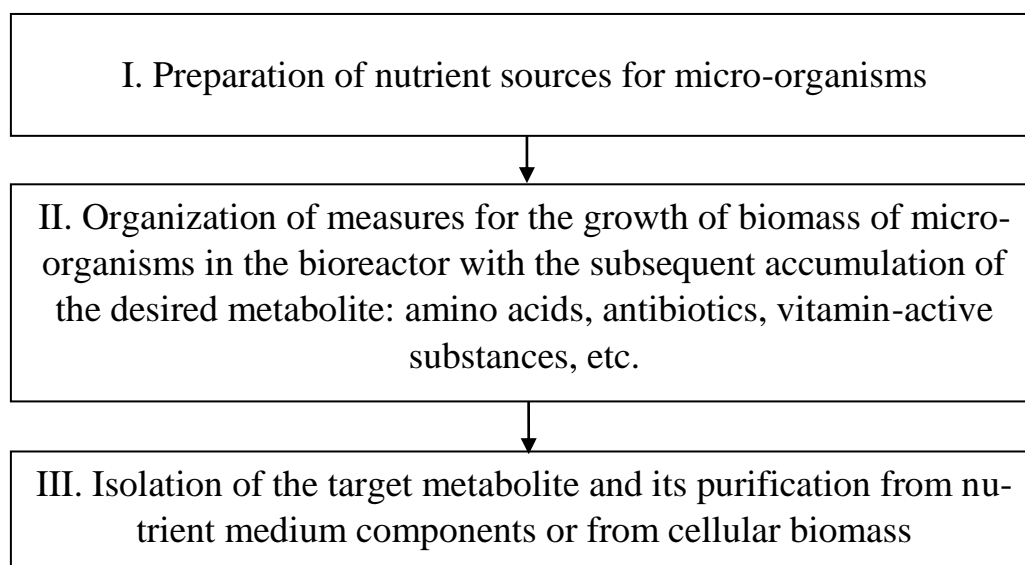 I. Preparation of nutrient sources for micro-organisms
II. Organization of measures for the growth of biomass of micro-
organisms in the bioreactor with the subsequent accumulation of
the desired metabolite: amino acids, antibiotics, vitamin-active
substances, etc.
III. Isolation of the target metabolite and its purification from nu-
trient medium components or from cellular biomass